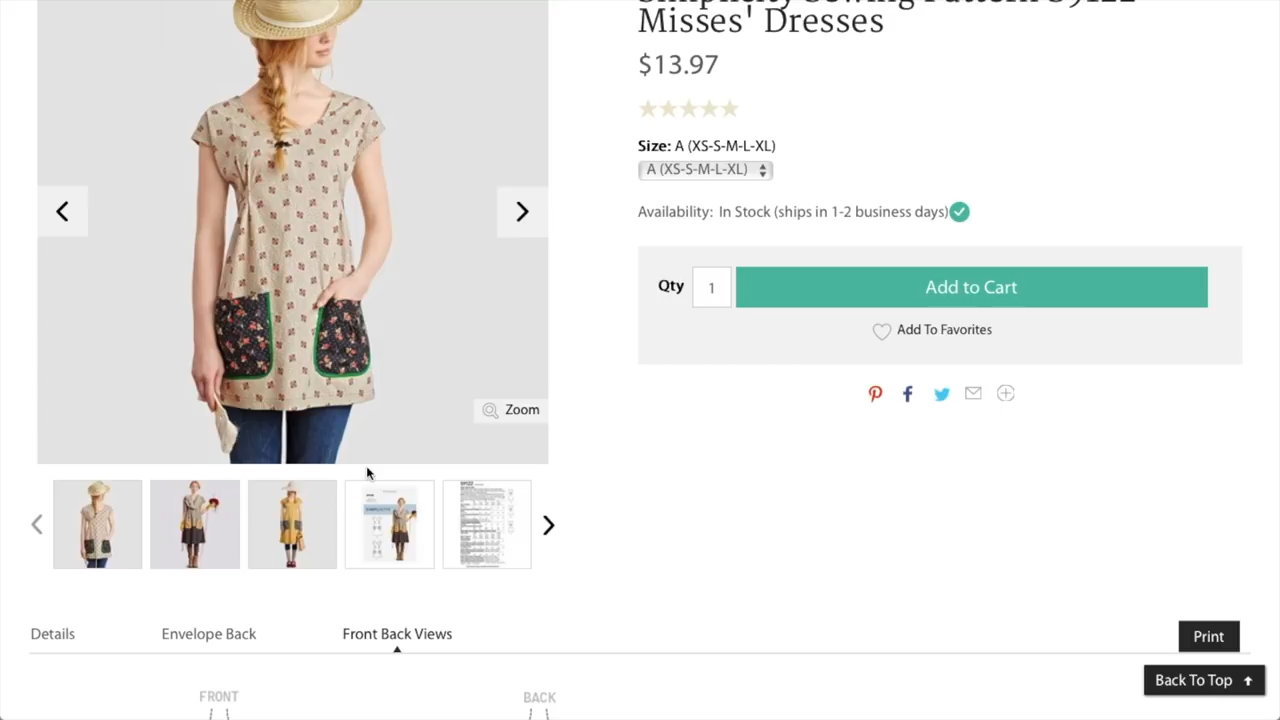 Misses' Dresses
$13.97
Size: A (XS-S-M-L-XL)
A (XS-S-M-L-XL)
Availability: In Stock (ships in 1-2 business days)
Qty 1 Add to Cart
Add To Favorites
Zoom
Details Envelope Back Front Back Views
Print
Back To Top
FRONT BACK